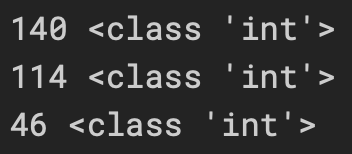 140 <class 'int'>
114 <class 'int'>
46 <class 'int'>